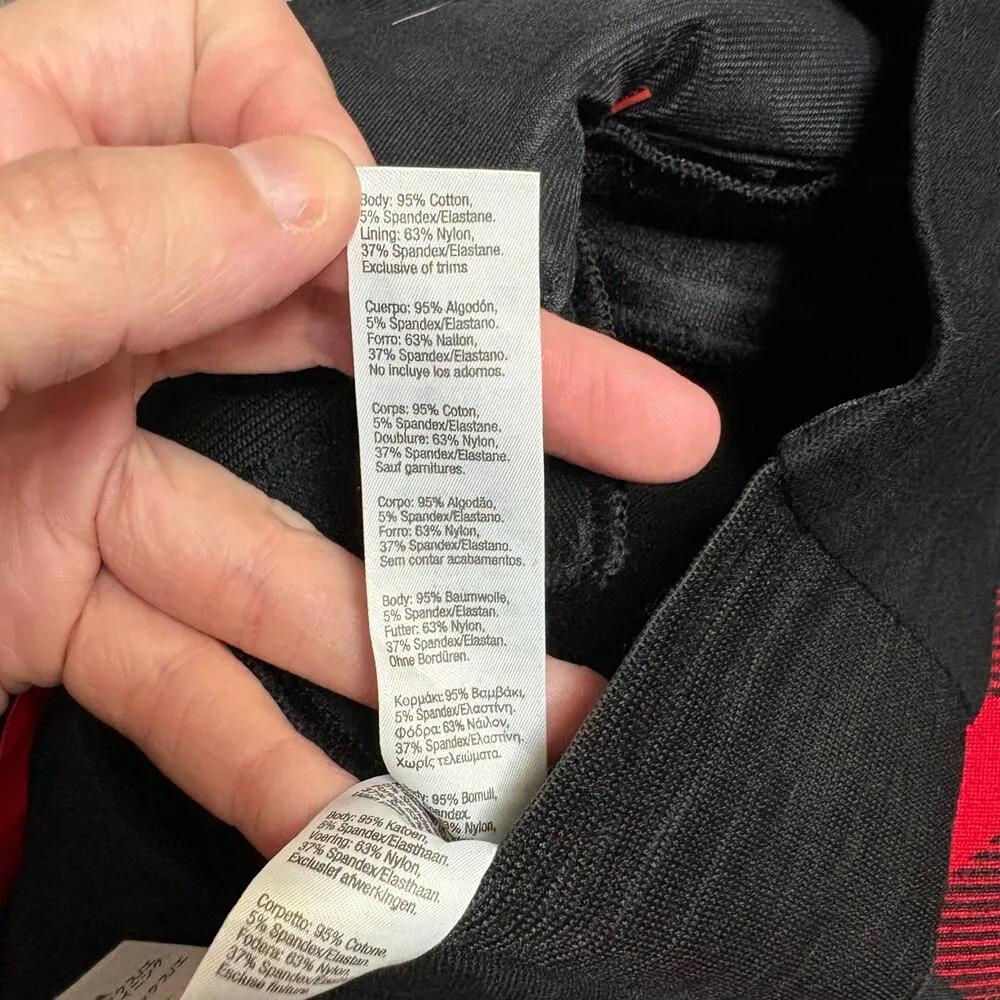 Body: 95% Cotton,
5% Spandex/Elastane.
Lining: 63% Nylon,
37% Spandex/Elastane.
Exclusive of trims
Cuerpo: 95% Algodón,
5% Spandex/Elastano.
Forro: 63% Nailon,
37% Spandex/Elastano.
No incluye los adornos.
Corps: 95% Coton,
5% Spandex/Elastane,
Doublure: 63% Nylon,
37% Spandex/Elastane.
Sauf garnitures.
Corpo: 95% Algodão,
5% Spandex/Elastano.
Forro: 63% Nylon,
37% Spandex/Elastano.
Sem contar acabamentos.
Body: 95% Baumwolle,
5% Spandex/Elastan.
Futter: 63% Nylon,
37% Spandex/Elastan.
Ohne Bordüren.
Κορμάκι: 95% Βαμβάκι,
5% Spandex/Ελαστίνη.
Φόδρα: 63% Νάιλον,
37% Spandex/Ελαστίνη,
Χωρίς τελειώματα.
95% Bomull,
Nylon,
Body: 95% Katoen,
5% Spandex/Elasthaan.
Voering: 63% Nylon,
37% Spandex/Elasthaan.
Exclusief afwerkingen.
Corpetto: 95% Cotone,
5% Spandex/Elastan.
Fodera: 63% Nylon,
37% Spandex/Elastan.
Escluse finiture